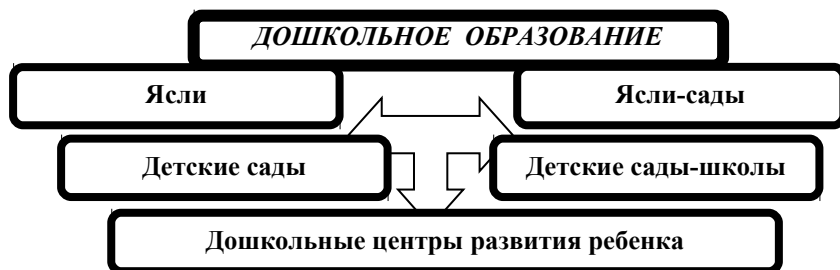 ДОШКОЛЬНОЕ ОБРАЗОВАНИЕ
Ясли
Ясли-сады
Детские сады
Детские сады-школы
Дошкольные центры развития ребенка